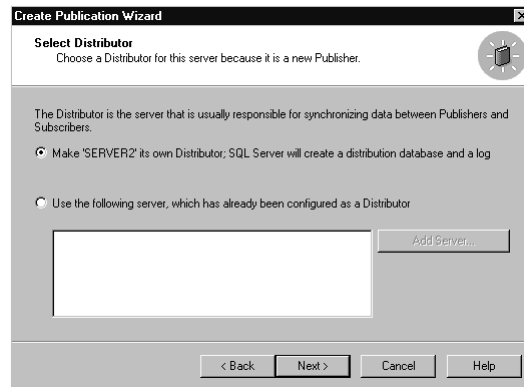 Create Publication Wizard
Select Distributor
Choose a Distributor for this server because it is a new Publisher.
The Distributor is the server that is usually responsible for synchronizing data between Publishers and
Subscribers.
Make 'SERVER2' its own Distributor; SQL Server will create a distribution database and a log
Use the following server, which has already been configured as a Distributor
Add Server...
< Back
Next >
Cancel
Help